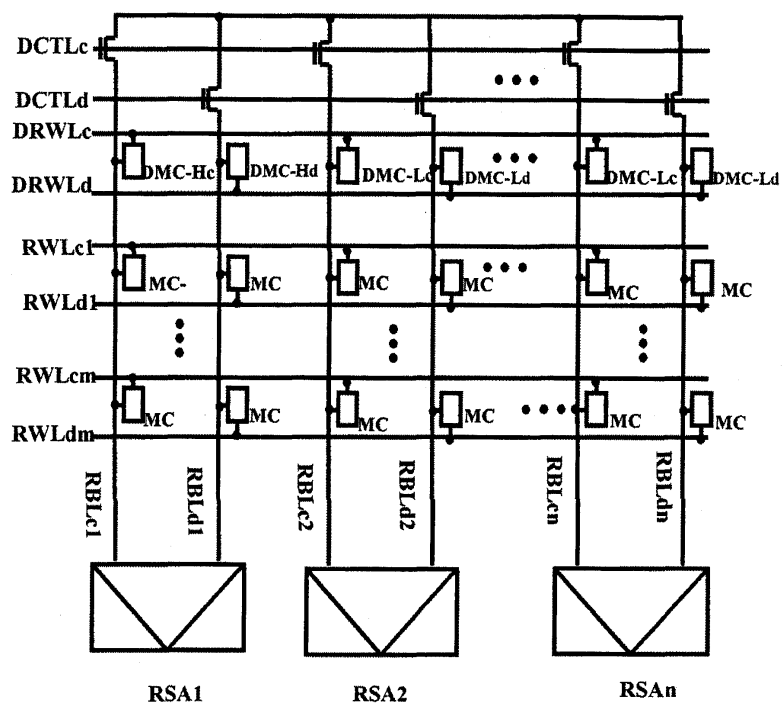 DCTLc
DCTLd
DRWLc
DMC-Hc DMC-Hd DMC-Lc DMC-Ld DMC-Lc DMC-Ld
DRWLd
RWLc1
MC- MC MC MC MC MC
RWLd1
RWLcm
MC MC MC MC MC MC
RWLdm
RBLc1 RBLd1 RBLc2 RBLd2 RBLcn RBLdn
RSA1 RSA2 RSAn